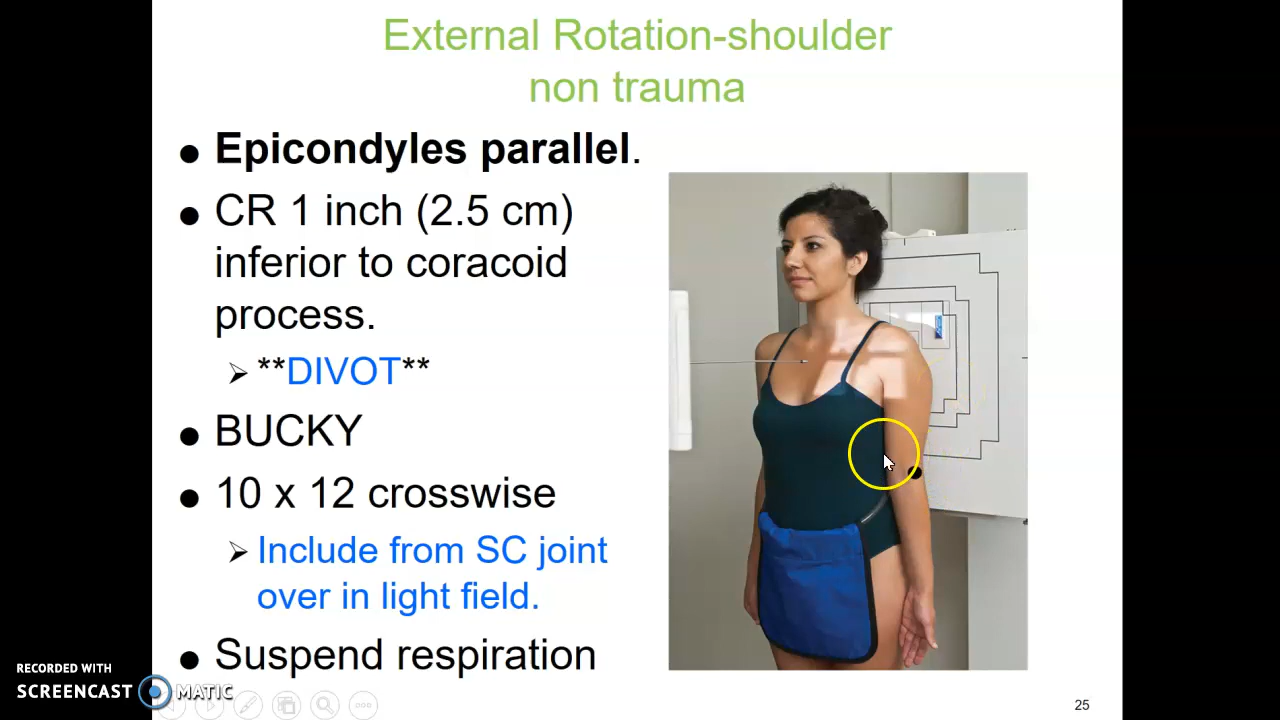 External Rotation-shoulder
non trauma
● Epicondyles parallel.
● CR 1 inch (2.5 cm)
inferior to coracoid
process.
➢ **DIVOT**
● BUCKY
● 10 x 12 crosswise
➢ Include from SC joint
over in light field.
● Suspend respiration
RECORDED WITH
SCREENCAST MATIC
25